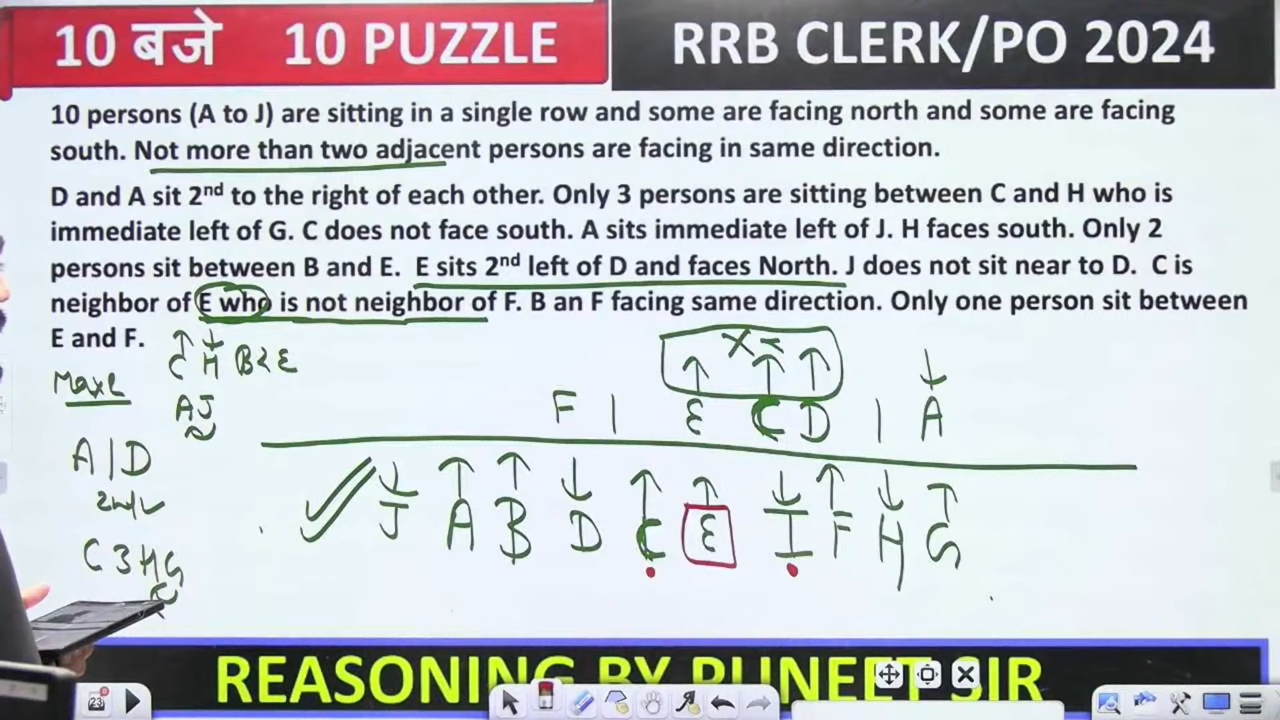 10 बजे 10 PUZZLE
RRB CLERK/PO 2024
10 persons (A to J) are sitting in a single row and some are facing north and some are facing
south. Not more than two adjacent persons are facing in same direction.
D and A sit 2nd to the right of each other. Only 3 persons are sitting between C and H who is
immediate left of G. C does not face south. A sits immediate left of J. H faces south. Only 2
persons sit between B and E. E sits 2nd left of D and faces North. J does not sit near to D. C is
neighbor of E who is not neighbor of F. B an F facing same direction. Only one person sit between
E and F.
↑ ↓
C H B2E
AJ
A|D
C 3HG
X
↑ ↑ ↑ ↓
F | E C D | A
↓ ↑ ↑ ↓ ↑ ↑ ↓ ↑ ↓ ↑
J A B D C E I F H G
REASONING BY PUNEET SIR
23